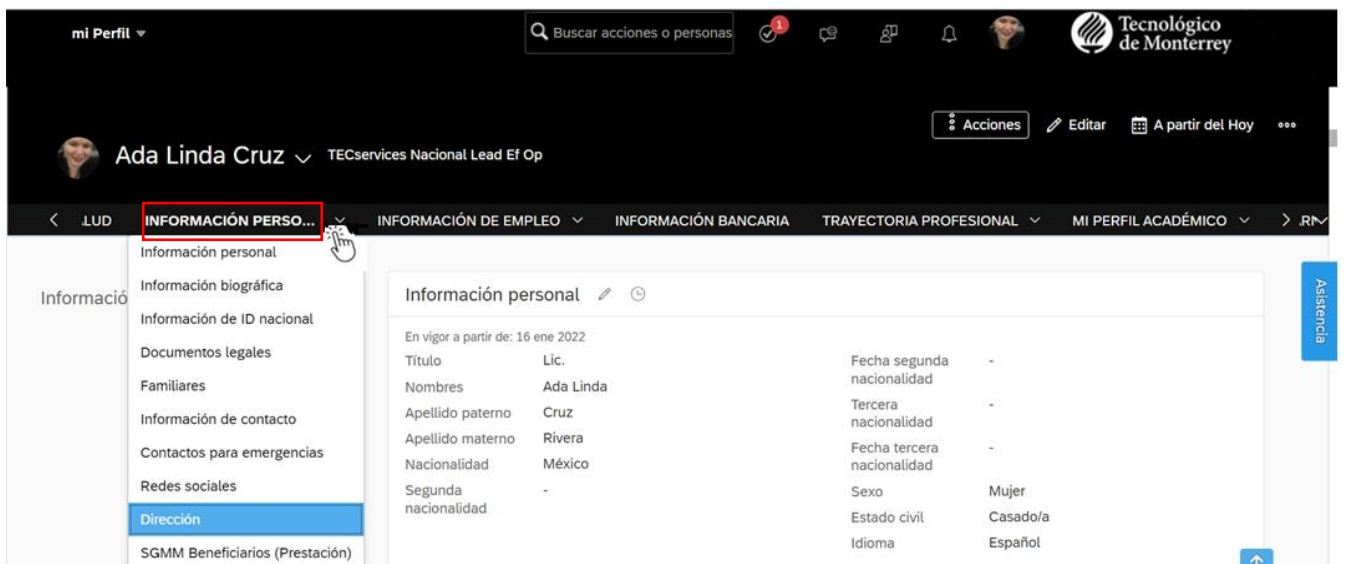 mi Perfil
Buscar acciones o personas
1
Tecnológico
de Monterrey
Acciones
Editar
A partir del Hoy
Ada Linda Cruz
TECservices Nacional Lead Ef Op
.LUD
INFORMACIÓN PERSO...
INFORMACIÓN DE EMPLEO
INFORMACIÓN BANCARIA
TRAYECTORIA PROFESIONAL
MI PERFIL ACADÉMICO
Información personal
Información biográfica
Información de ID nacional
Documentos legales
Familiares
Información de contacto
Contactos para emergencias
Redes sociales
Dirección
SGMM Beneficiarios (Prestación)
Informació
Información personal
En vigor a partir de: 16 ene 2022
Título Lic.
Nombres Ada Linda
Apellido paterno Cruz
Apellido materno Rivera
Nacionalidad México
Segunda -
nacionalidad
Fecha segunda -
nacionalidad
Tercera -
nacionalidad
Fecha tercera -
nacionalidad
Sexo Mujer
Estado civil Casado/a
Idioma Español
Asistencia